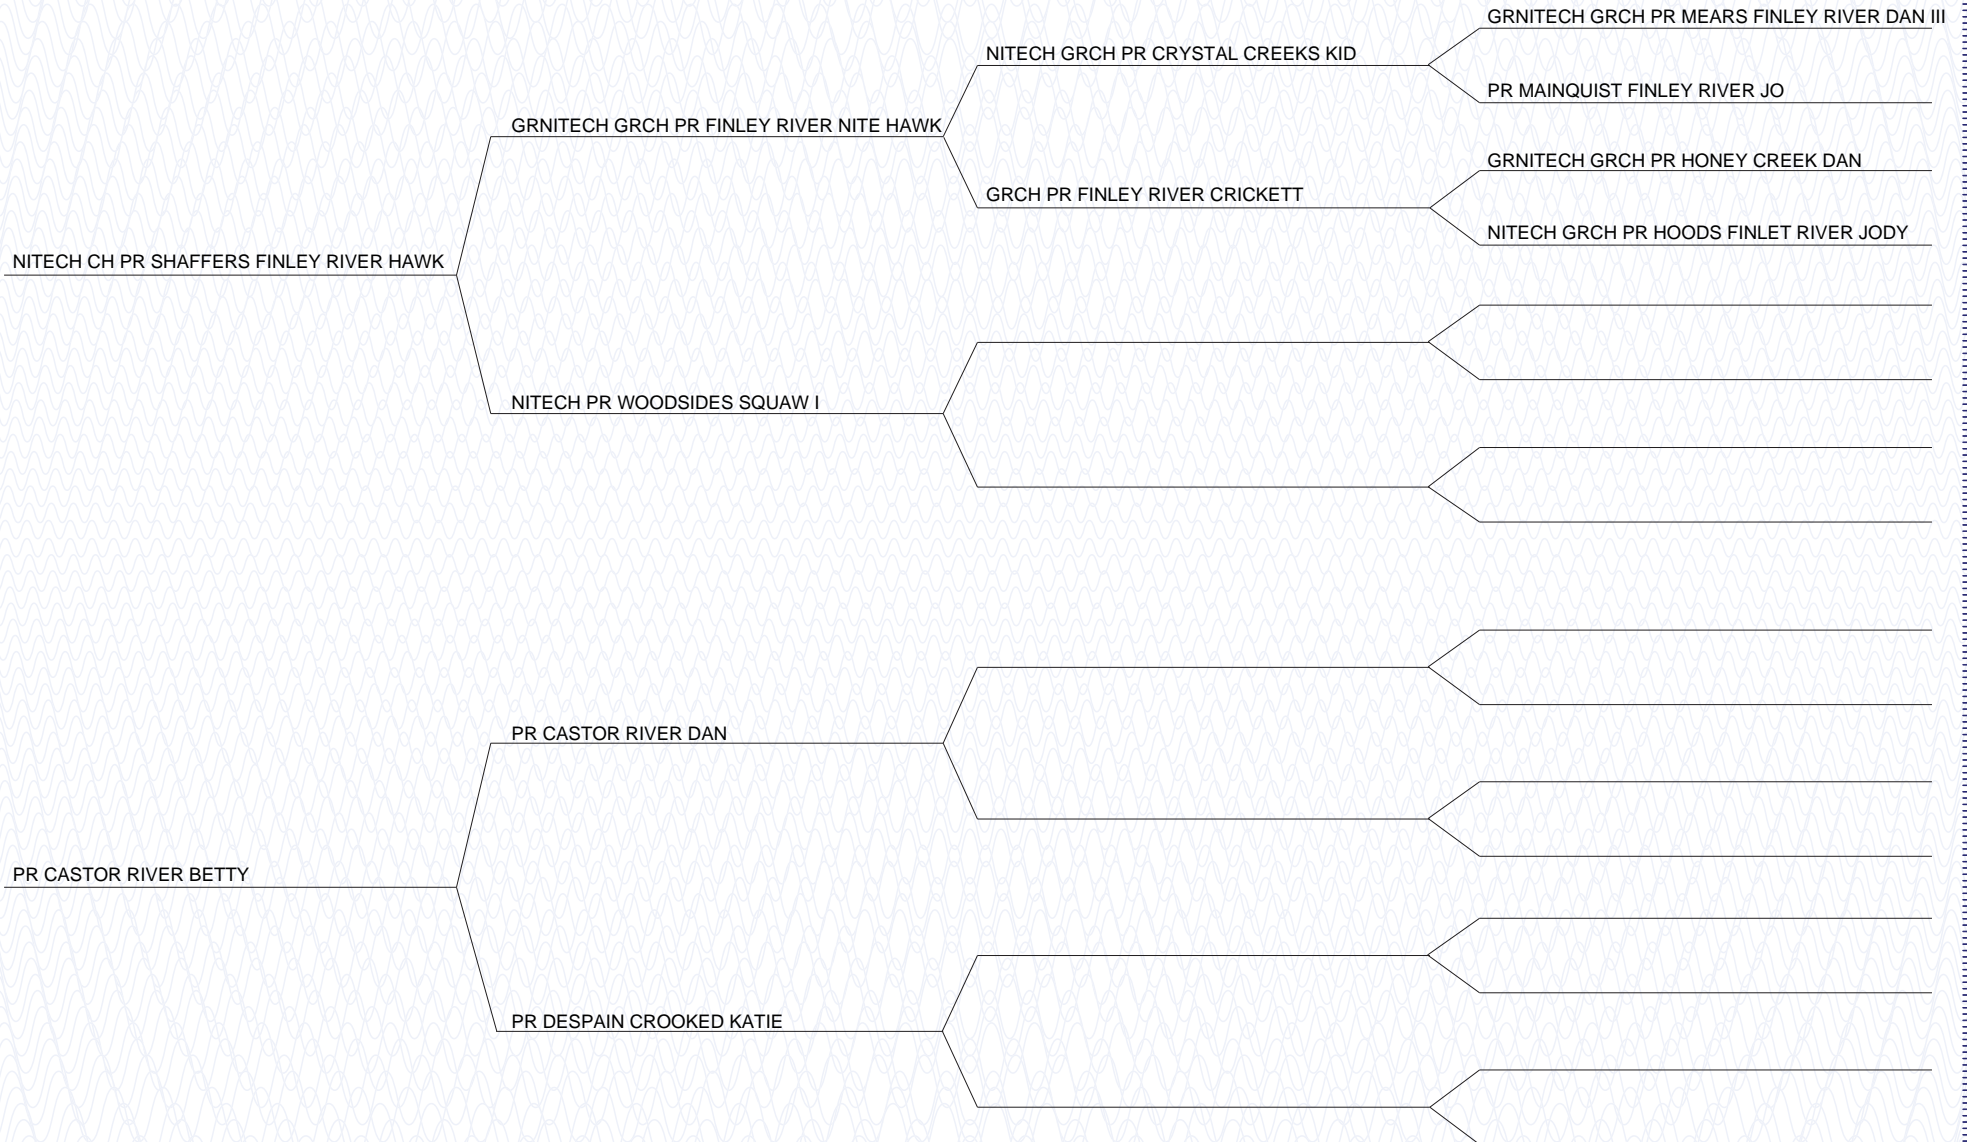 GRNITECH GRCH PR MEARS FINLEY RIVER DAN III
NITECH GRCH PR CRYSTAL CREEKS KID
PR MAINQUIST FINLEY RIVER JO
GRNITECH GRCH PR FINLEY RIVER NITE HAWK
GRNITECH GRCH PR HONEY CREEK DAN
GRCH PR FINLEY RIVER CRICKETT
NITECH GRCH PR HOODS FINLET RIVER JODY
NITECH CH PR SHAFFERS FINLEY RIVER HAWK
NITECH PR WOODSIDES SQUAW I
PR CASTOR RIVER DAN
PR CASTOR RIVER BETTY
PR DESPAIN CROOKED KATIE